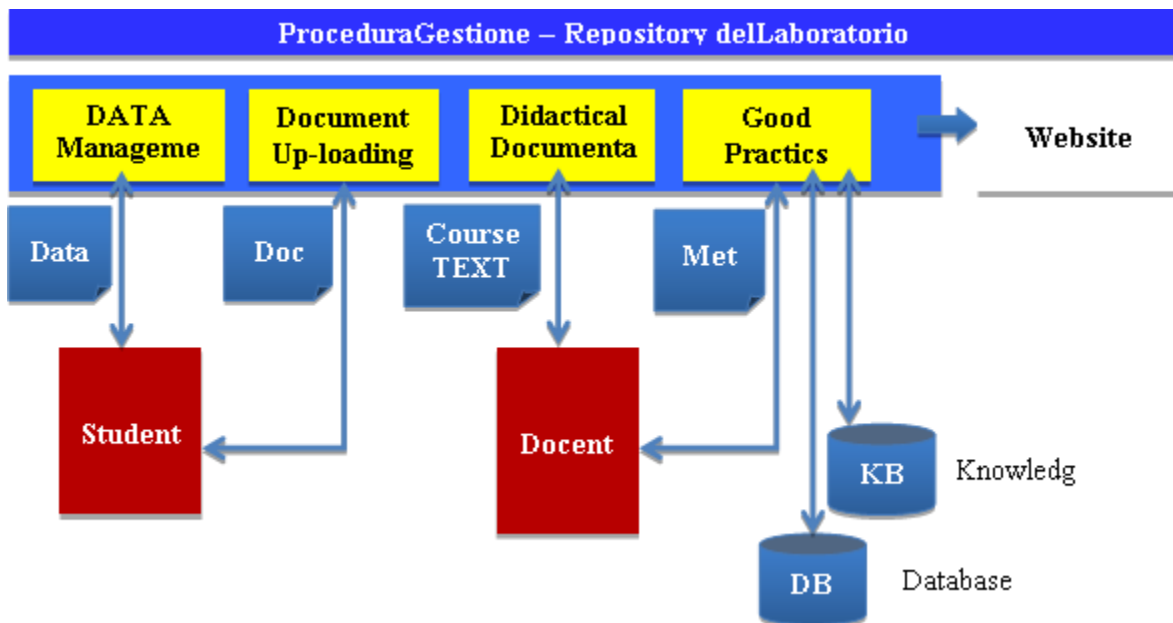 ProceduraGestione – Repository delLaboratorio
DATA
Manageme
Document
Up-loading
Didactical
Documenta
Good
Practics
Website
Data
Doc
Course
TEXT
Met
Student
Docent
KB
Knowledg
DB
Database